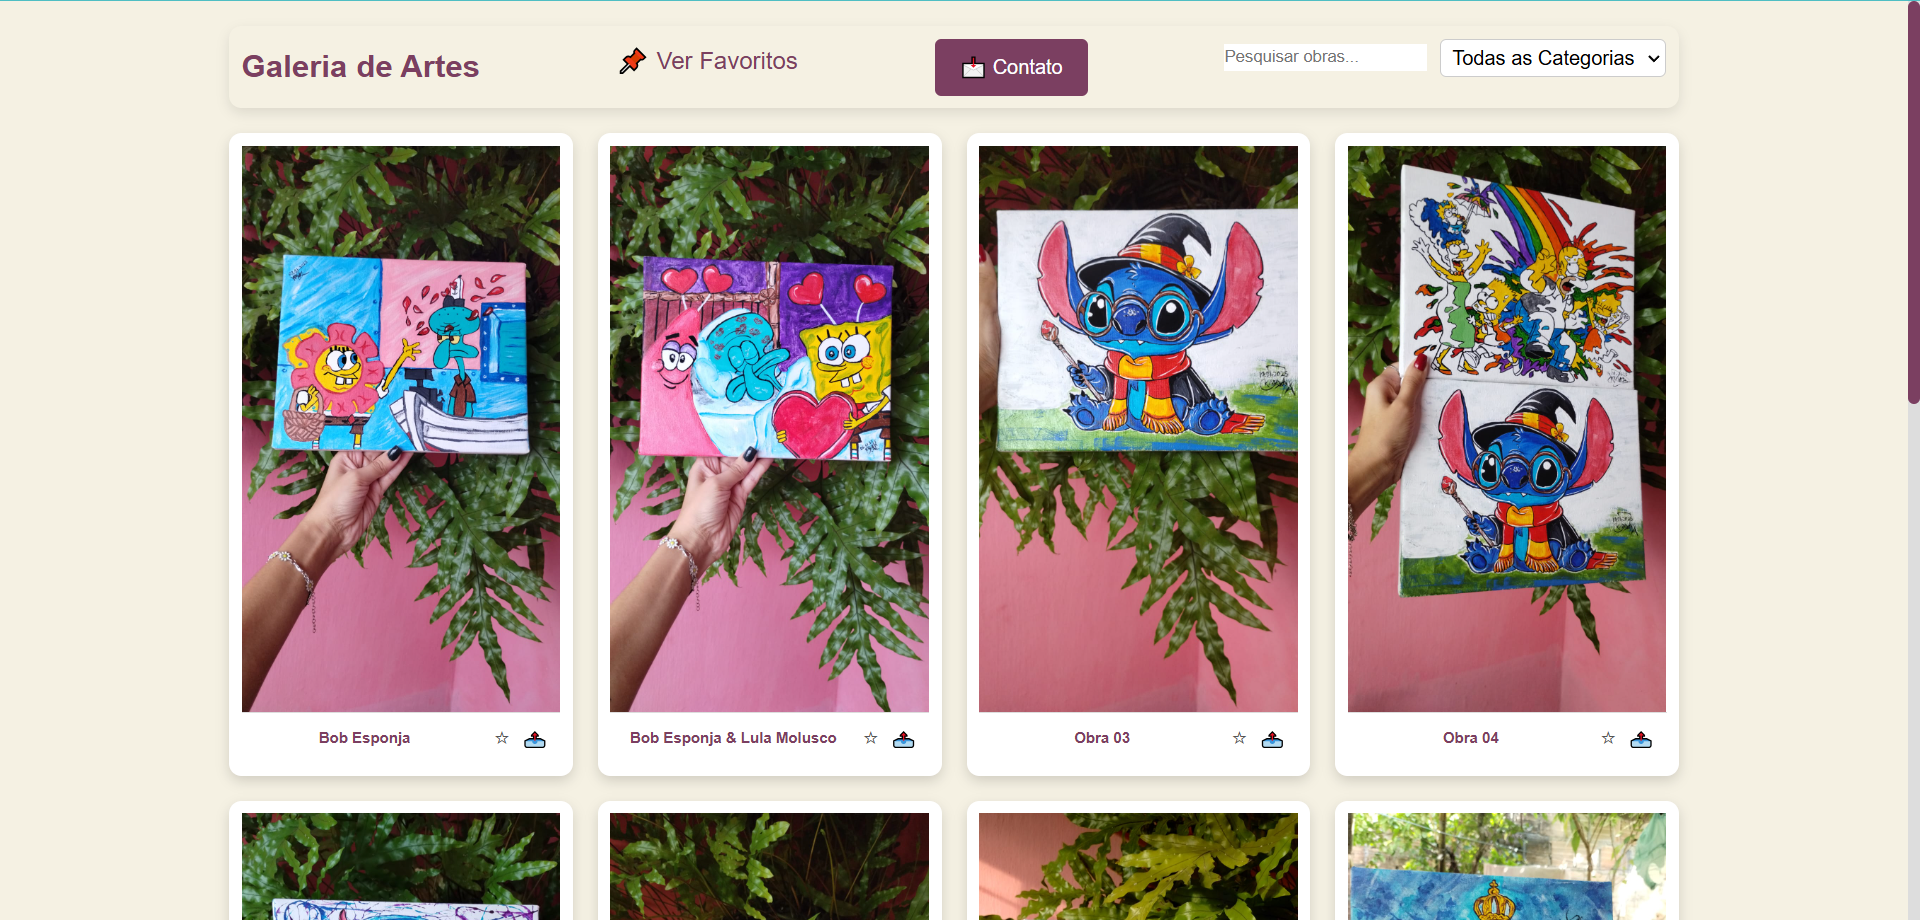 Galeria de Artes
Ver Favoritos
Contato
Pesquisar obras...
Todas as Categorias
Bob Esponja
Bob Esponja & Lula Molusco
Obra 03
Obra 04